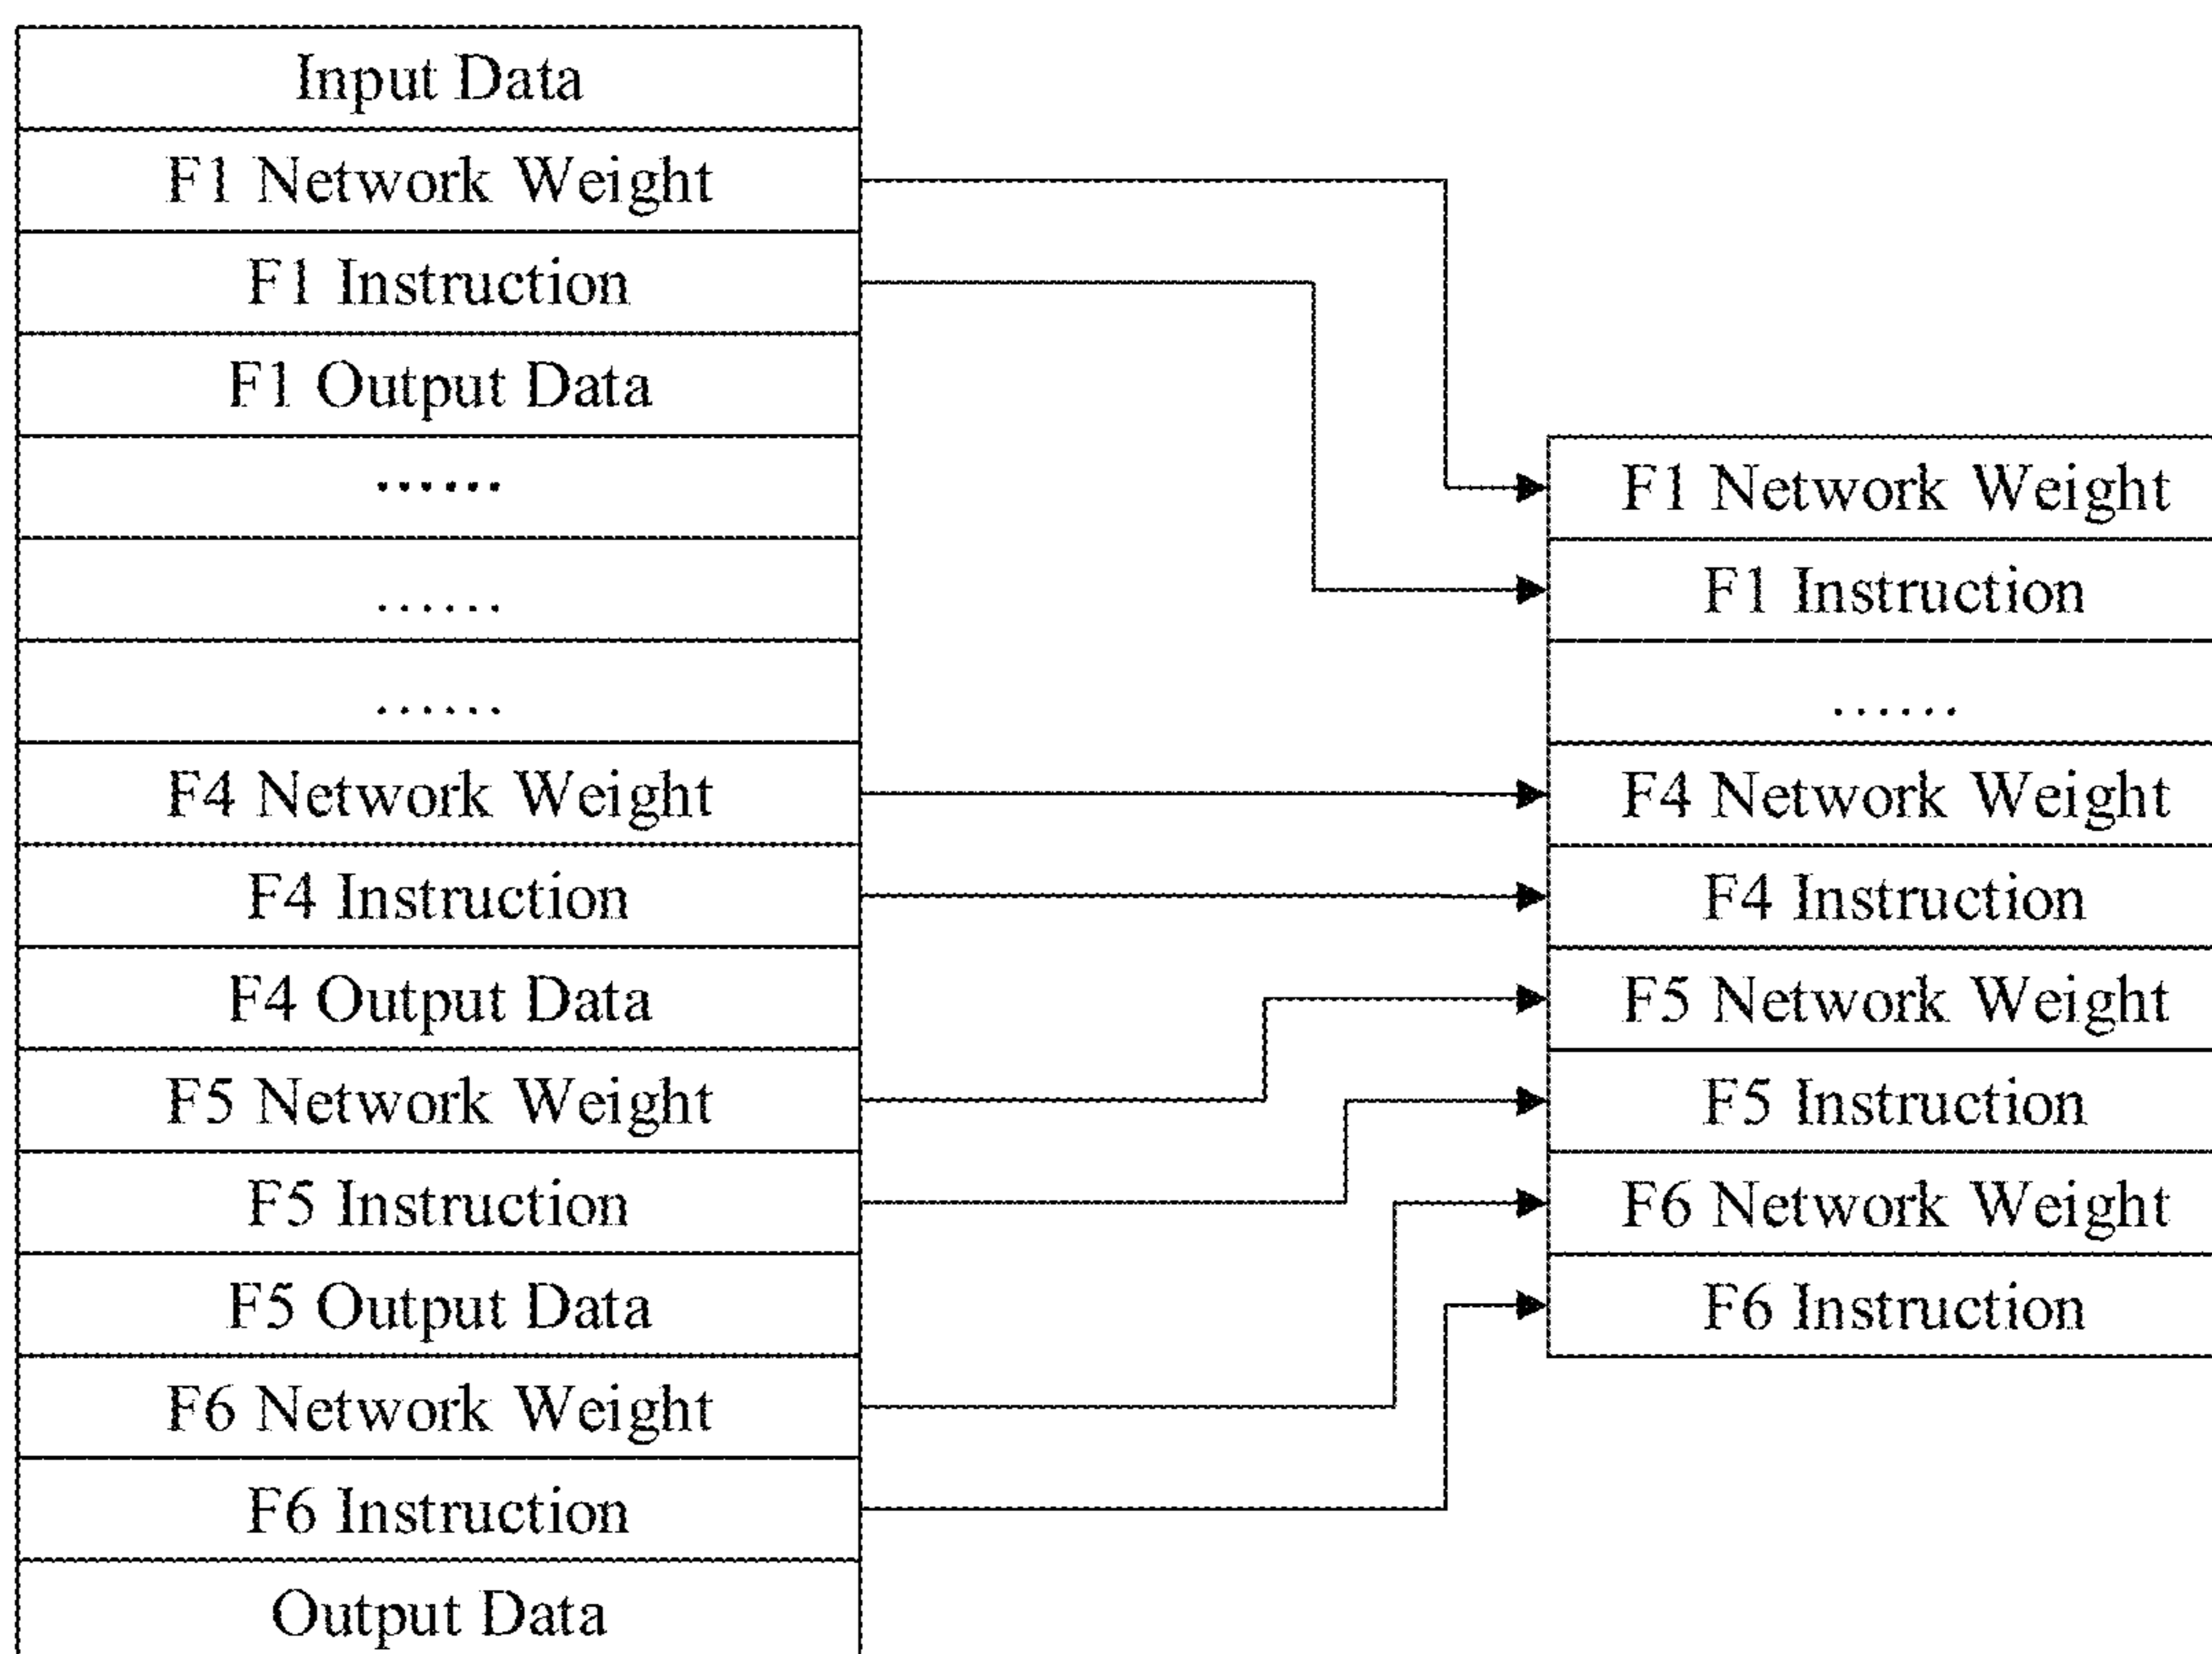 Input Data
F1 Network Weight
F1 Instruction
F1 Output Data
......
......
......
F4 Network Weight
F4 Instruction
F4 Output Data
F5 Network Weight
F5 Instruction
F5 Output Data
F6 Network Weight
F6 Instruction
Output Data
F1 Network Weight
F1 Instruction
......
F4 Network Weight
F4 Instruction
F5 Network Weight
F5 Instruction
F6 Network Weight
F6 Instruction